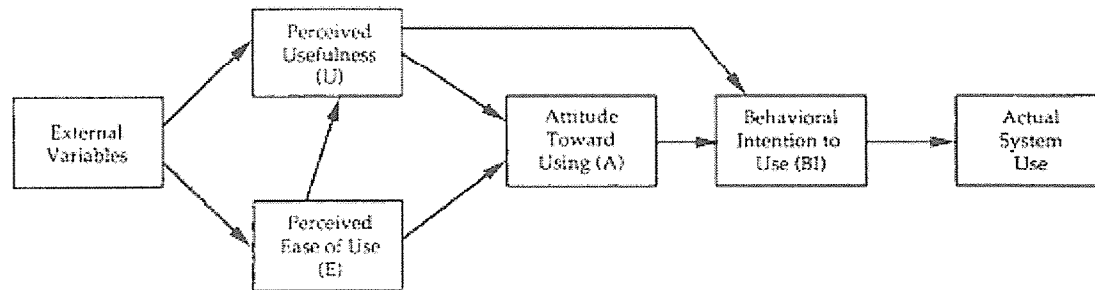 External
Variables
Perceived
Usefulness
(U)
Perceived
Ease of Use
(E)
Attitude
Toward
Using (A)
Behavioral
Intention to
Use (BI)
Actual
System
Use